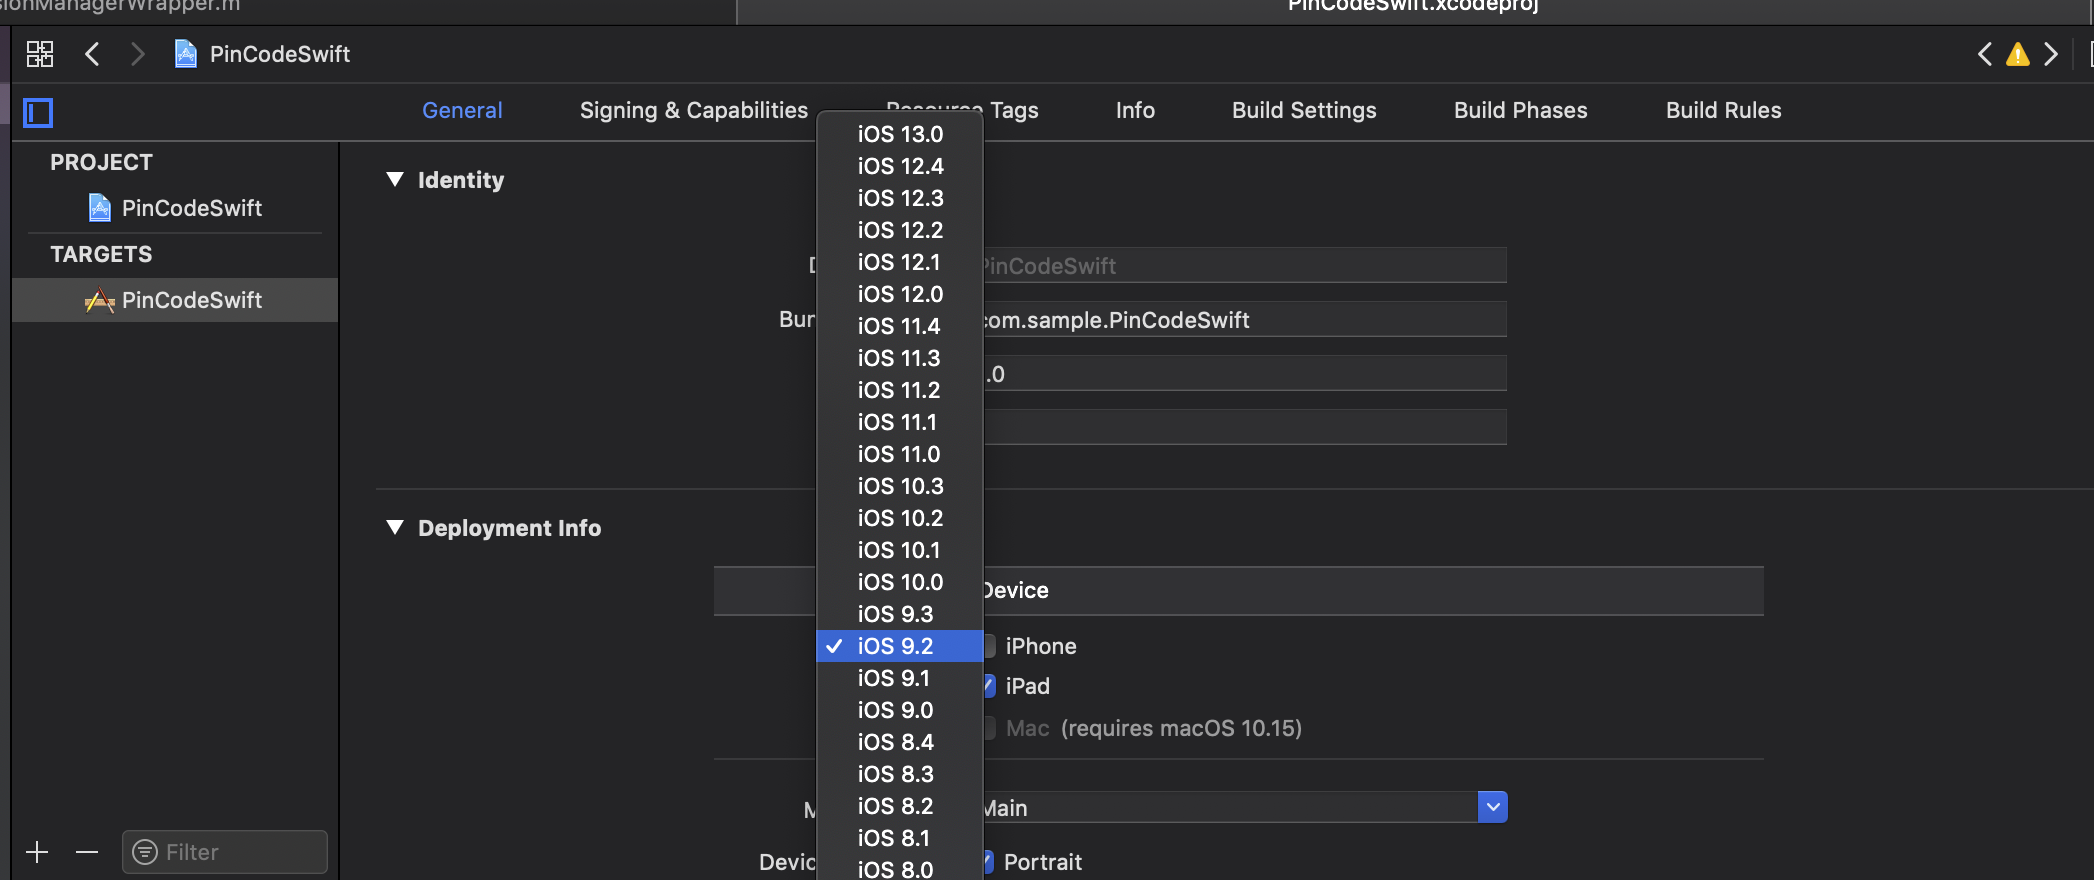 sionManagerWrapper.m
PinCodeSwift.xcodeproj
PinCodeSwift
General
Signing & Capabilities
Resource Tags
Info
Build Settings
Build Phases
Build Rules
PROJECT
PinCodeSwift
TARGETS
PinCodeSwift
Filter
Identity
PinCodeSwift
Bun
com.sample.PinCodeSwift
.0
Deployment Info
Device
iPhone
iPad
Mac (requires macOS 10.15)
M
Main
Devic
Portrait
iOS 13.0
iOS 12.4
iOS 12.3
iOS 12.2
iOS 12.1
iOS 12.0
iOS 11.4
iOS 11.3
iOS 11.2
iOS 11.1
iOS 11.0
iOS 10.3
iOS 10.2
iOS 10.1
iOS 10.0
iOS 9.3
iOS 9.2
iOS 9.1
iOS 9.0
iOS 8.4
iOS 8.3
iOS 8.2
iOS 8.1
iOS 8.0